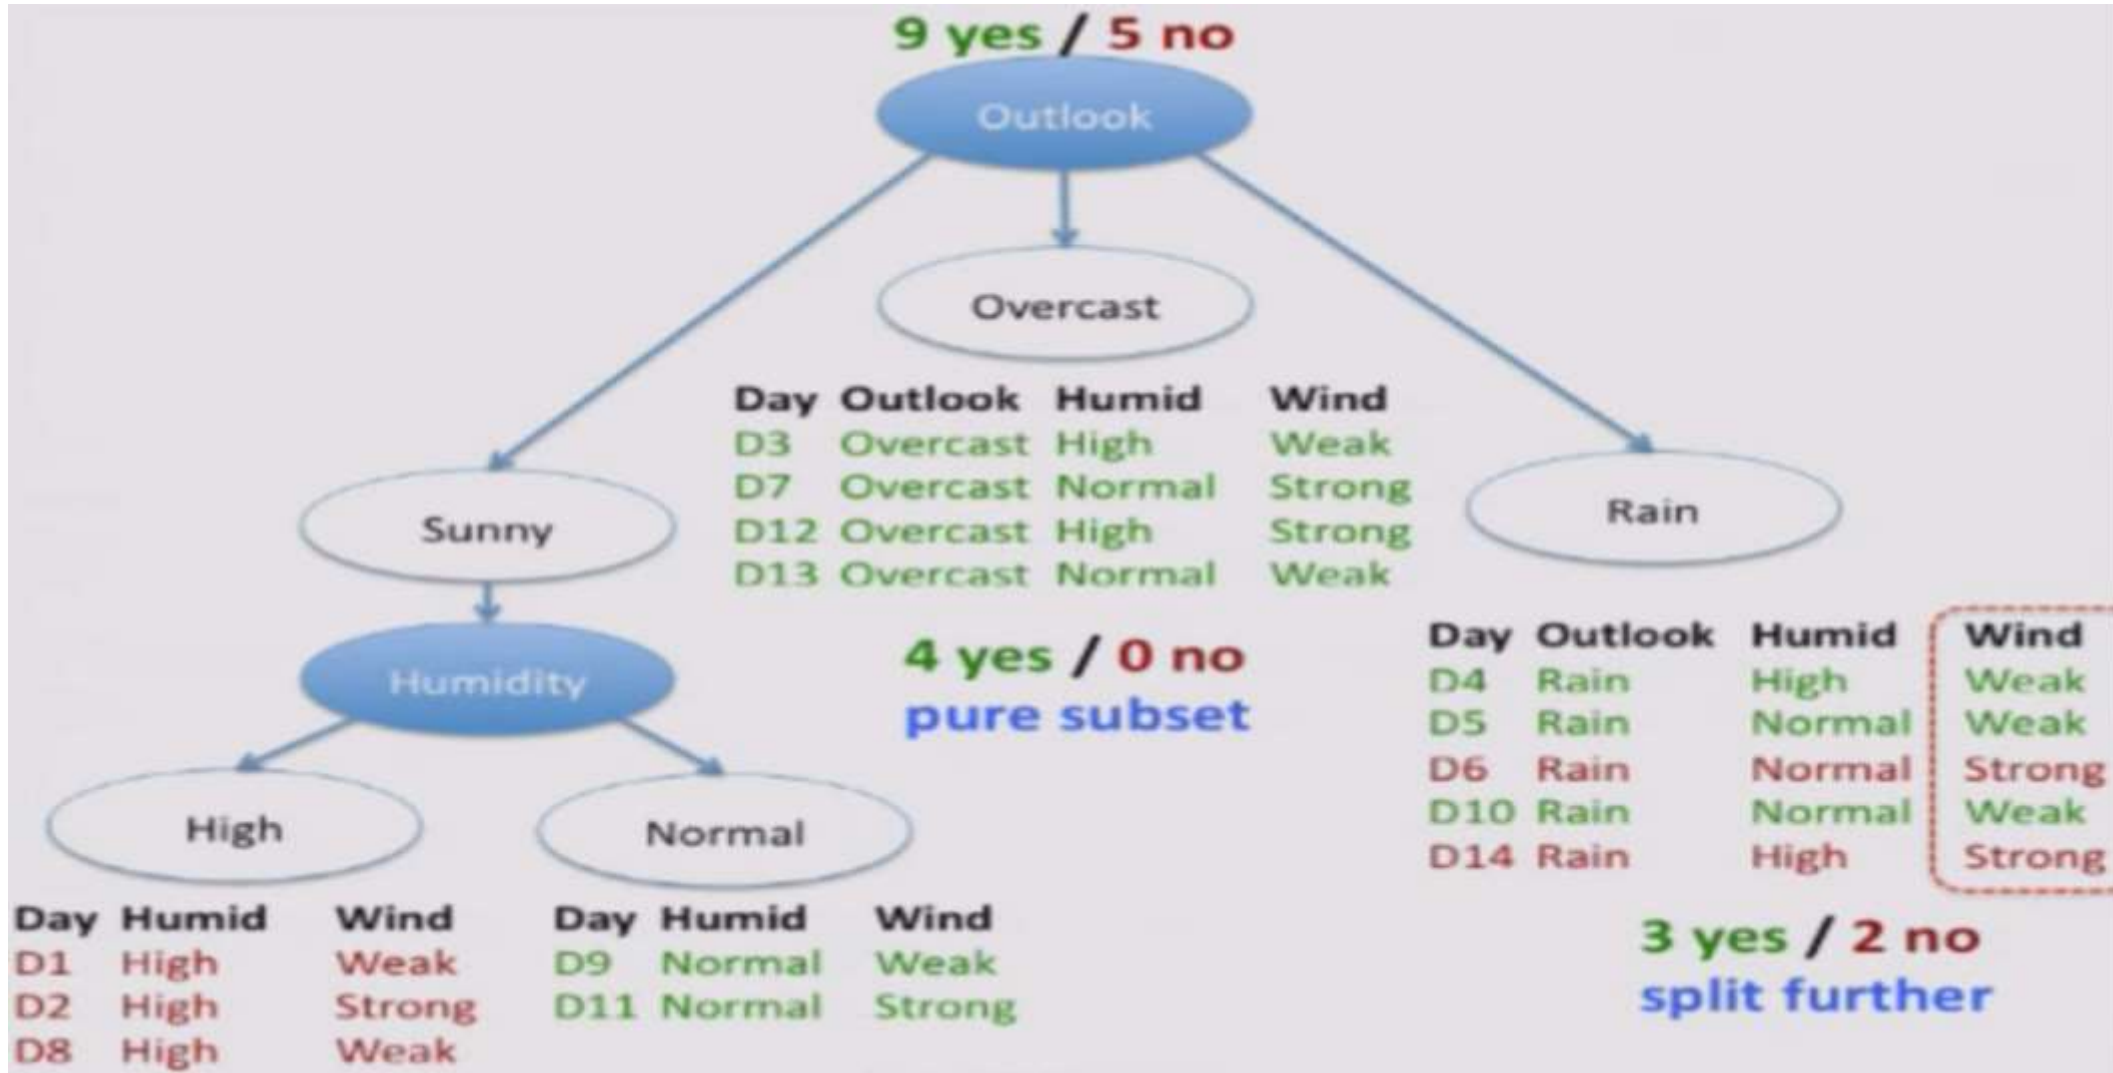 9 yes / 5 no
Outlook
Overcast
Day Outlook Humid Wind
D3 Overcast High Weak
D7 Overcast Normal Strong
D12 Overcast High Strong
D13 Overcast Normal Weak
4 yes / 0 no
pure subset
Sunny
Humidity
High
Day Humid Wind
D1 High Weak
D2 High Strong
D8 High Weak
Normal
Day Humid Wind
D9 Normal Weak
D11 Normal Strong
Rain
Day Outlook Humid Wind
D4 Rain High Weak
D5 Rain Normal Weak
D6 Rain Normal Strong
D10 Rain Normal Weak
D14 Rain High Strong
3 yes / 2 no
split further